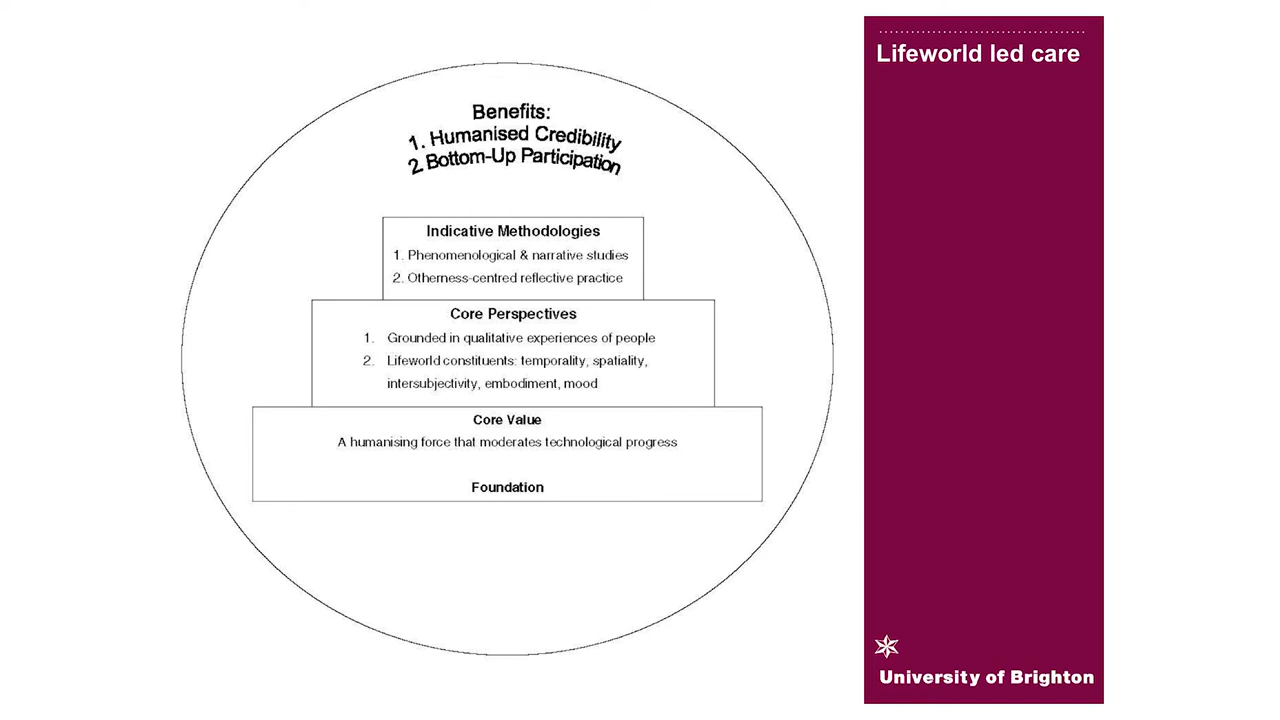 Benefits:
1. Humanised Credibility
2. Bottom-Up Participation
Indicative Methodologies
1. Phenomenological & narrative studies
2. Otherness-centred reflective practice
Core Perspectives
1. Grounded in qualitative experiences of people
2. Lifeworld constituents: temporality, spatiality,
intersubjectivity, embodiment, mood
Core Value
A humanising force that moderates technological progress
Foundation
Lifeworld led care
University of Brighton